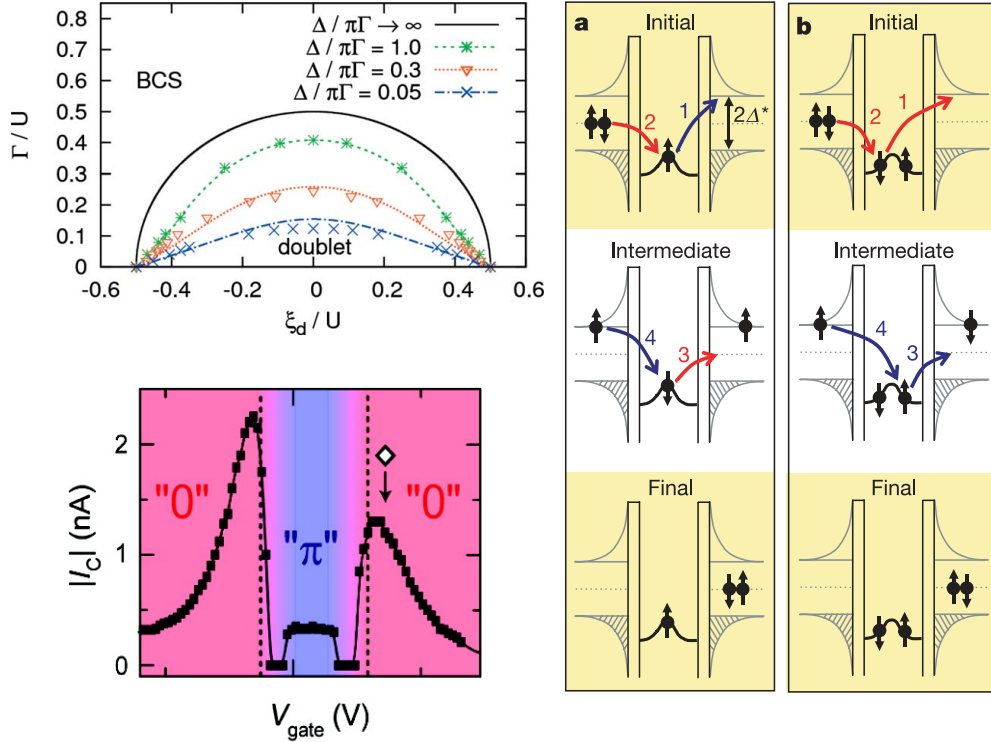 0.8
0.7
0.6
0.5
0.4
0.3
0.2
0.1
0
Γ / U
BCS
Δ / πΓ → ∞
Δ / πΓ = 1.0
Δ / πΓ = 0.3
Δ / πΓ = 0.05
doublet
-0.6 -0.4 -0.2 0 0.2 0.4 0.6
ξd / U
2
1
0
|IC| (nA)
"0"
"π"
"0"
Vgate (V)
a
Initial
2
1
2Δ*
Intermediate
4
3
Final
b
Initial
2
1
Intermediate
4
3
Final